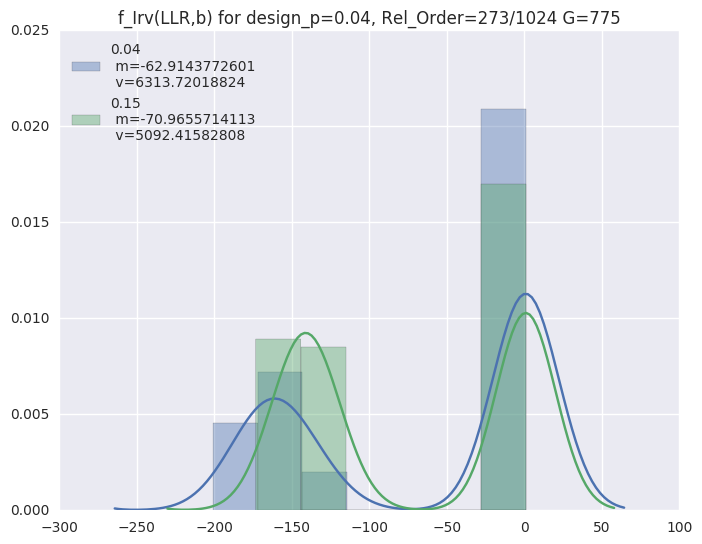 f_Irv(LLR,b) for design_p=0.04, Rel_Order=273/1024 G=775
0.04
m=-62.9143772601
v=6313.72018824
0.15
m=-70.9655714113
v=5092.41582808
0.025
0.020
0.015
0.010
0.005
0.000
−300 −250 −200 −150 −100 −50 0 50 100